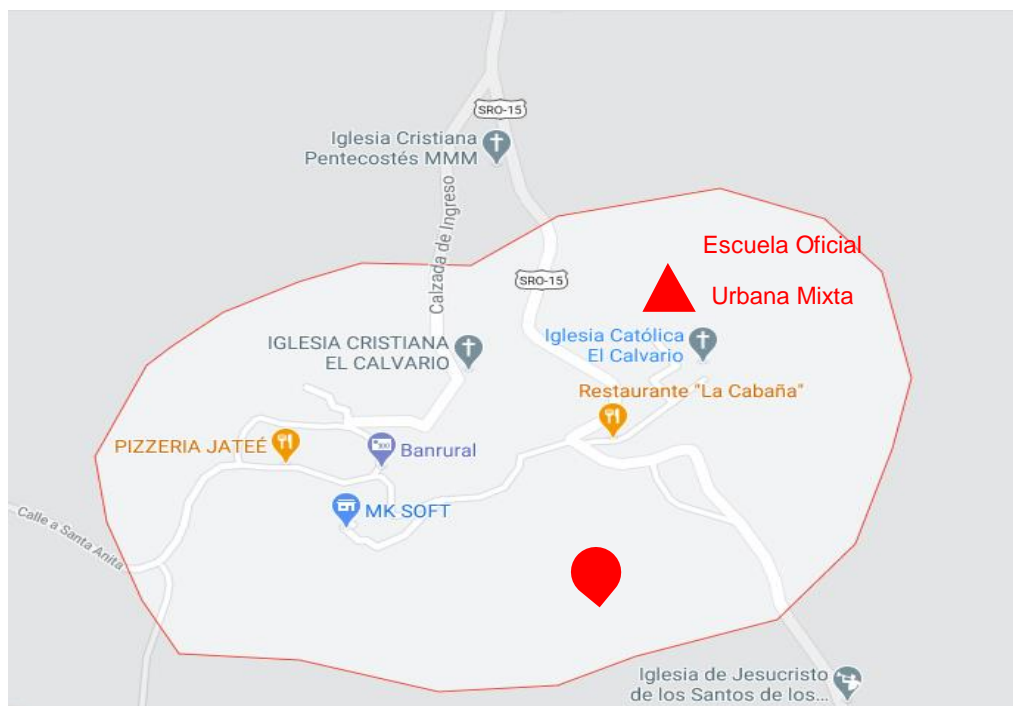 SRO-15
Iglesia Cristiana
Pentecostés MMM
Calzada de Ingreso
Escuela Oficial
SRO-15
Urbana Mixta
IGLESIA CRISTIANA
EL CALVARIO
Iglesia Católica
El Calvario
Restaurante "La Cabaña"
PIZZERIA JATEÉ
Banrural
MK SOFT
Calle a Santa Anita
Iglesia de Jesucristo
de los Santos de los...